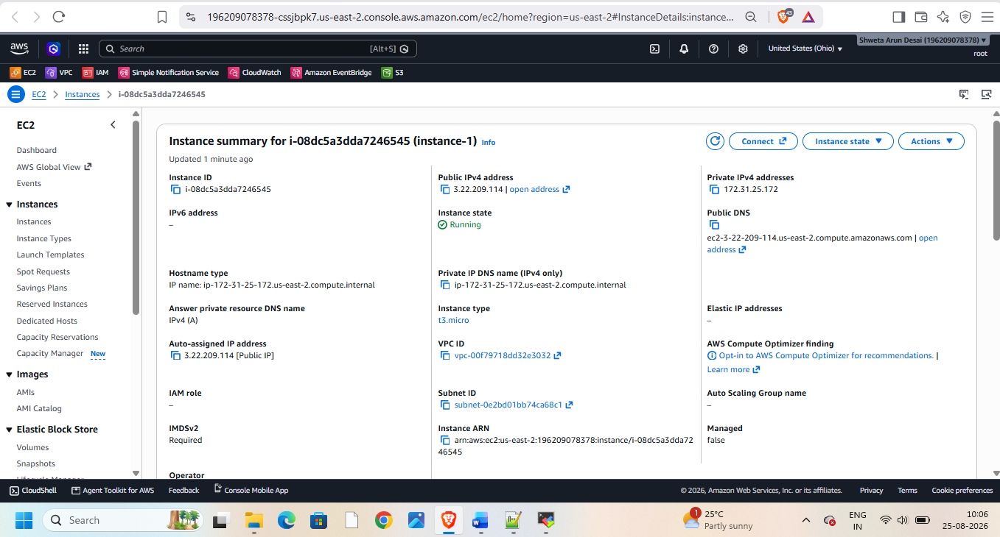 196209078378-cssjbpk7.us-east-2.console.aws.amazon.com/ec2/home?region=us-east-2#InstanceDetails:instance...
43
aws
Search [Alt+S]
United States (Ohio)
Shweta Arun Desai (196209078378)
root
EC2 VPC IAM Simple Notification Service CloudWatch Amazon EventBridge S3
EC2 > Instances > i-08dc5a3dda7246545
EC2
Dashboard
AWS Global View
Events
Instances
Instances
Instance Types
Launch Templates
Spot Requests
Savings Plans
Reserved Instances
Dedicated Hosts
Capacity Reservations
Capacity Manager New
Images
AMIs
AMI Catalog
Elastic Block Store
Volumes
Snapshots
Lifecycle Manager
Instance summary for i-08dc5a3dda7246545 (instance-1) Info
Updated 1 minute ago
Connect
Instance state
Actions
Instance ID
i-08dc5a3dda7246545
Public IPv4 address
3.22.209.114 | open address
Private IPv4 addresses
172.31.25.172
IPv6 address
–
Instance state
Running
Public DNS
ec2-3-22-209-114.us-east-2.compute.amazonaws.com | open
address
Hostname type
IP name: ip-172-31-25-172.us-east-2.compute.internal
Private IP DNS name (IPv4 only)
ip-172-31-25-172.us-east-2.compute.internal
Answer private resource DNS name
IPv4 (A)
Instance type
t3.micro
Elastic IP addresses
–
Auto-assigned IP address
3.22.209.114 [Public IP]
VPC ID
vpc-00f79718dd32e3032
AWS Compute Optimizer finding
Opt-in to AWS Compute Optimizer for recommendations. |
Learn more
IAM role
–
Subnet ID
subnet-0e2bd01bb74ca68c1
Auto Scaling Group name
–
IMDSv2
Required
Instance ARN
arn:aws:ec2:us-east-2:196209078378:instance/i-08dc5a3dda72
46545
Managed
false
Operator
CloudShell Agent Toolkit for AWS Feedback Console Mobile App
© 2026, Amazon Web Services, Inc. or its affiliates. Privacy Terms Cookie preferences
Search
1
25°C
Partly sunny
ENG
IN
10:06
25-08-2026